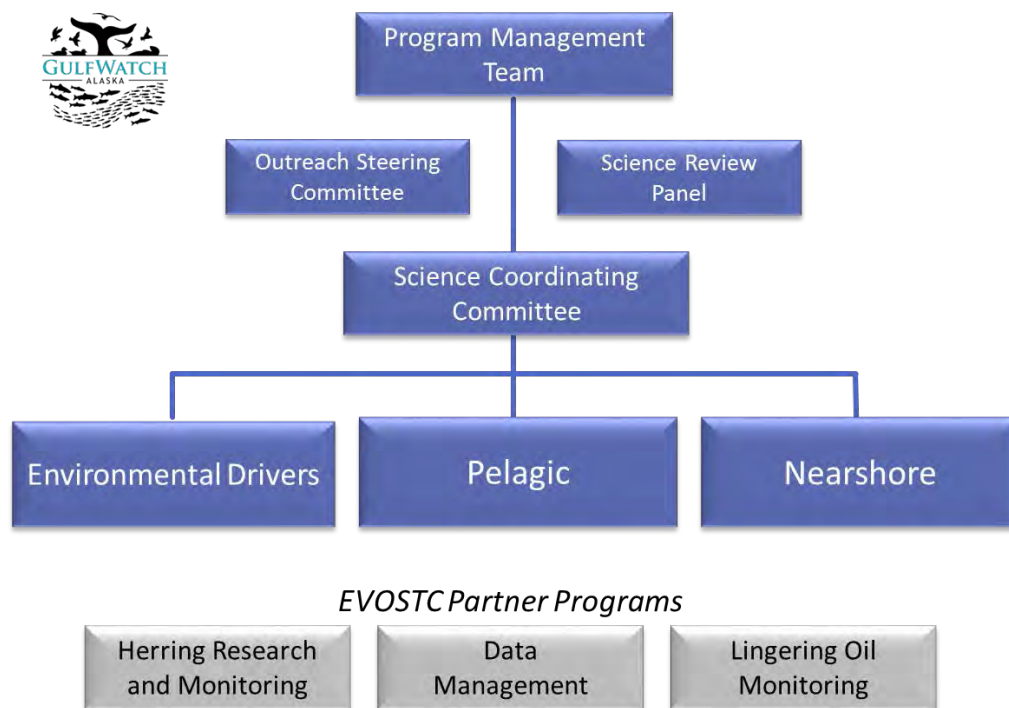 GULFWATCH
ALASKA
Program Management
Team
Outreach Steering
Committee
Science Review
Panel
Science Coordinating
Committee
Environmental Drivers
Pelagic
Nearshore
EVOSTC Partner Programs
Herring Research
and Monitoring
Data
Management
Lingering Oil
Monitoring